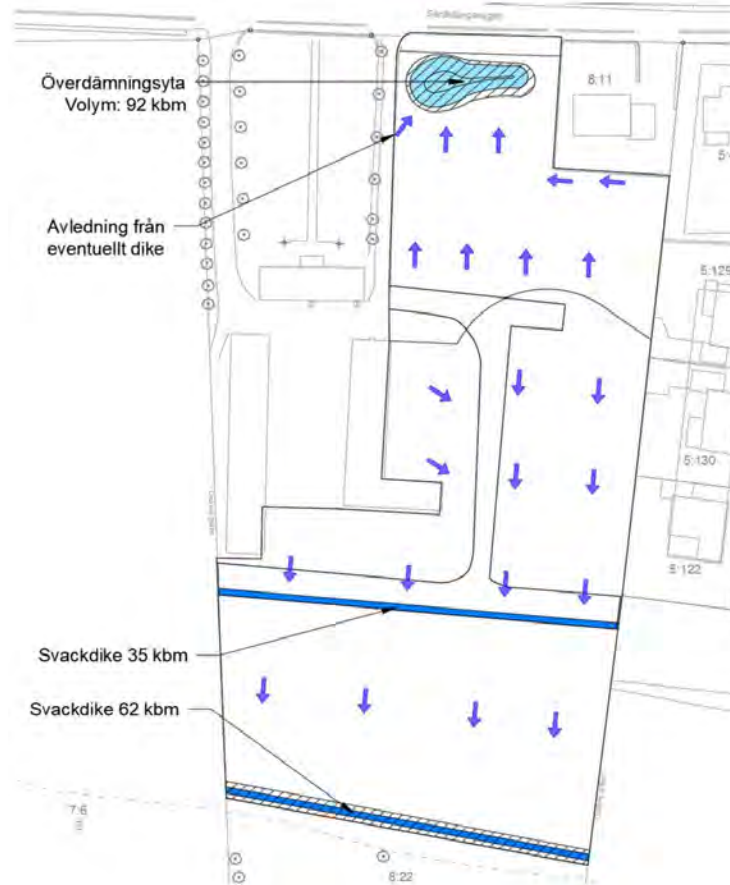 Överdämningsyta
Volym: 92 kbm
8:11
Avledning från
eventuellt dike
5:129
5:130
5:122
Svackdike 35 kbm
Svackdike 62 kbm
7:6
8:22